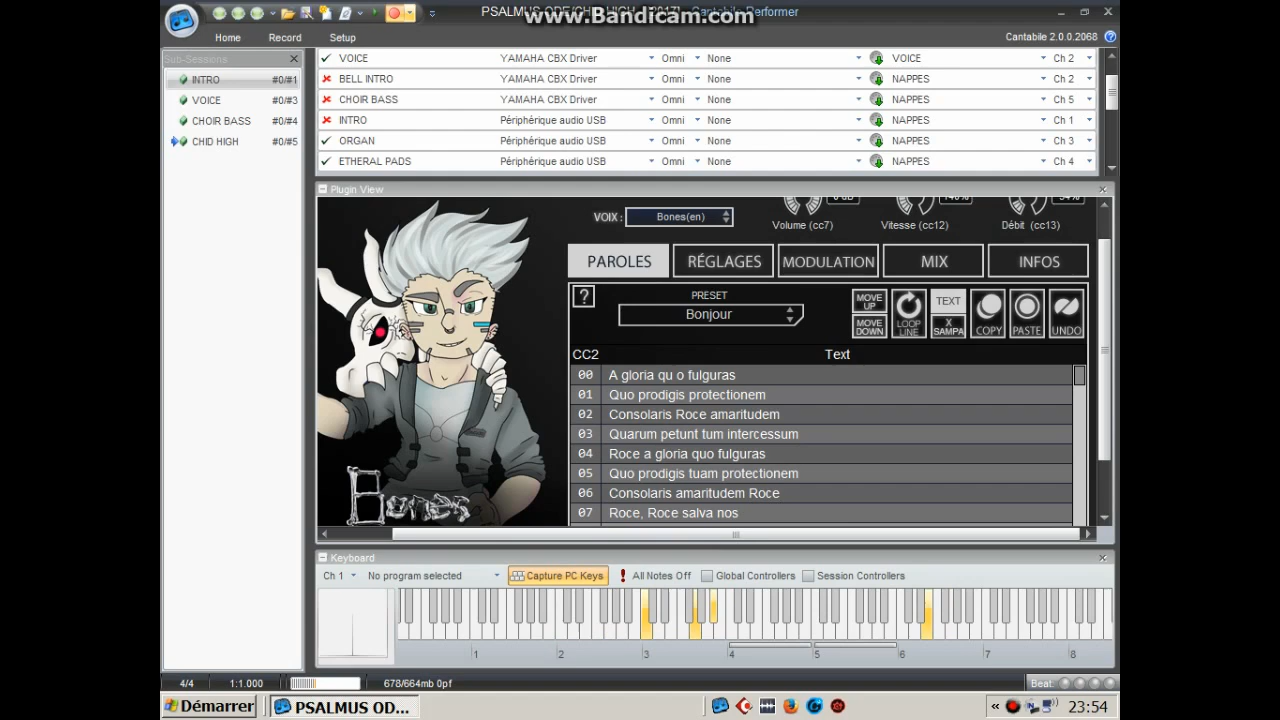 www.Bandicam.com
Performer
Home Record Setup
Cantabile 2.0.0.2068
Sub-Sessions
INTRO #0/#1
VOICE #0/#3
CHOIR BASS #0/#4
CHID HIGH #0/#5
VOICE YAMAHA CBX Driver Omni None VOICE Ch 2
BELL INTRO YAMAHA CBX Driver Omni None NAPPES Ch 2
CHOIR BASS YAMAHA CBX Driver Omni None NAPPES Ch 5
INTRO Périphérique audio USB Omni None NAPPES Ch 1
ORGAN Périphérique audio USB Omni None NAPPES Ch 3
ETHERAL PADS Périphérique audio USB Omni None NAPPES Ch 4
Plugin View
VOIX : Bones(en)
Volume (cc7) Vitesse (cc12) Débit (cc13)
PAROLES RÉGLAGES MODULATION MIX INFOS
? PRESET
Bonjour
MOVE UP MOVE DOWN LOOP LINE TEXT X SAMPA COPY PASTE UNDO
CC2 Text
00 A gloria qu o fulguras
01 Quo prodigis protectionem
02 Consolaris Roce amaritudem
03 Quarum petunt tum intercessum
04 Roce a gloria quo fulguras
05 Quo prodigis tuam protectionem
06 Consolaris amaritudem Roce
07 Roce, Roce salva nos
Bones
Keyboard
Ch 1 No program selected Capture PC Keys All Notes Off Global Controllers Session Controllers
1 2 3 4 5 6 7 8
4/4 1:1.000 678/664mb 0pf Beat:
Démarrer PSALMUS OD... « 23:54